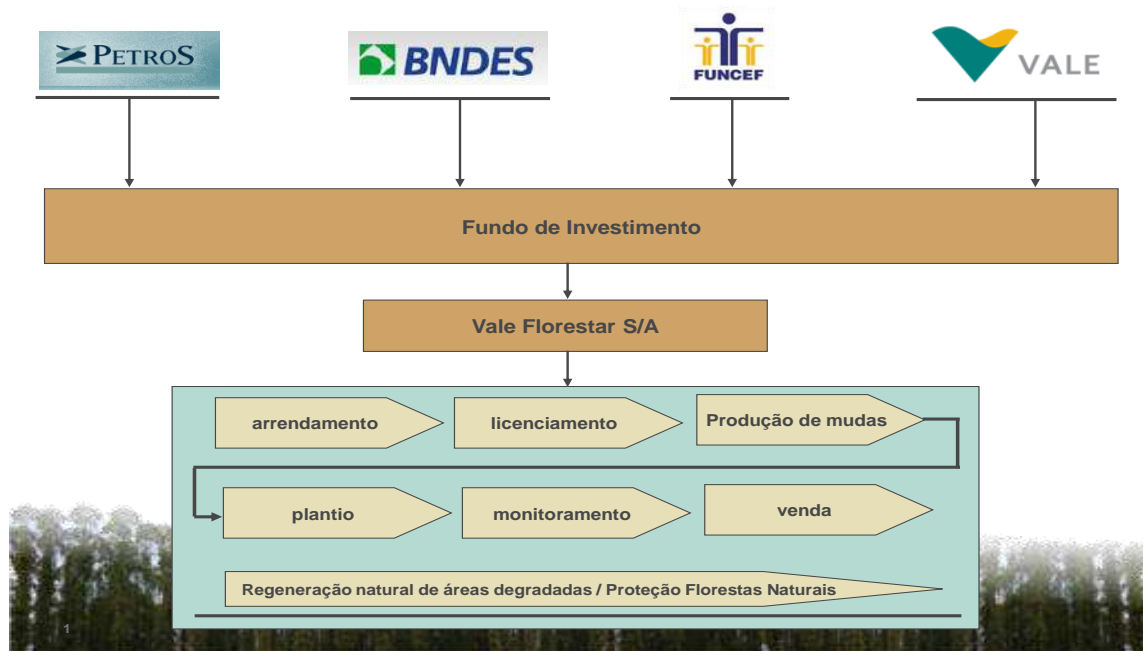 PETROS
BNDES
FUNCEF
VALE
Fundo de Investimento
Vale Florestar S/A
arrendamento
licenciamento
Produção de mudas
plantio
monitoramento
venda
Regeneração natural de áreas degradadas / Proteção Florestas Naturais
1